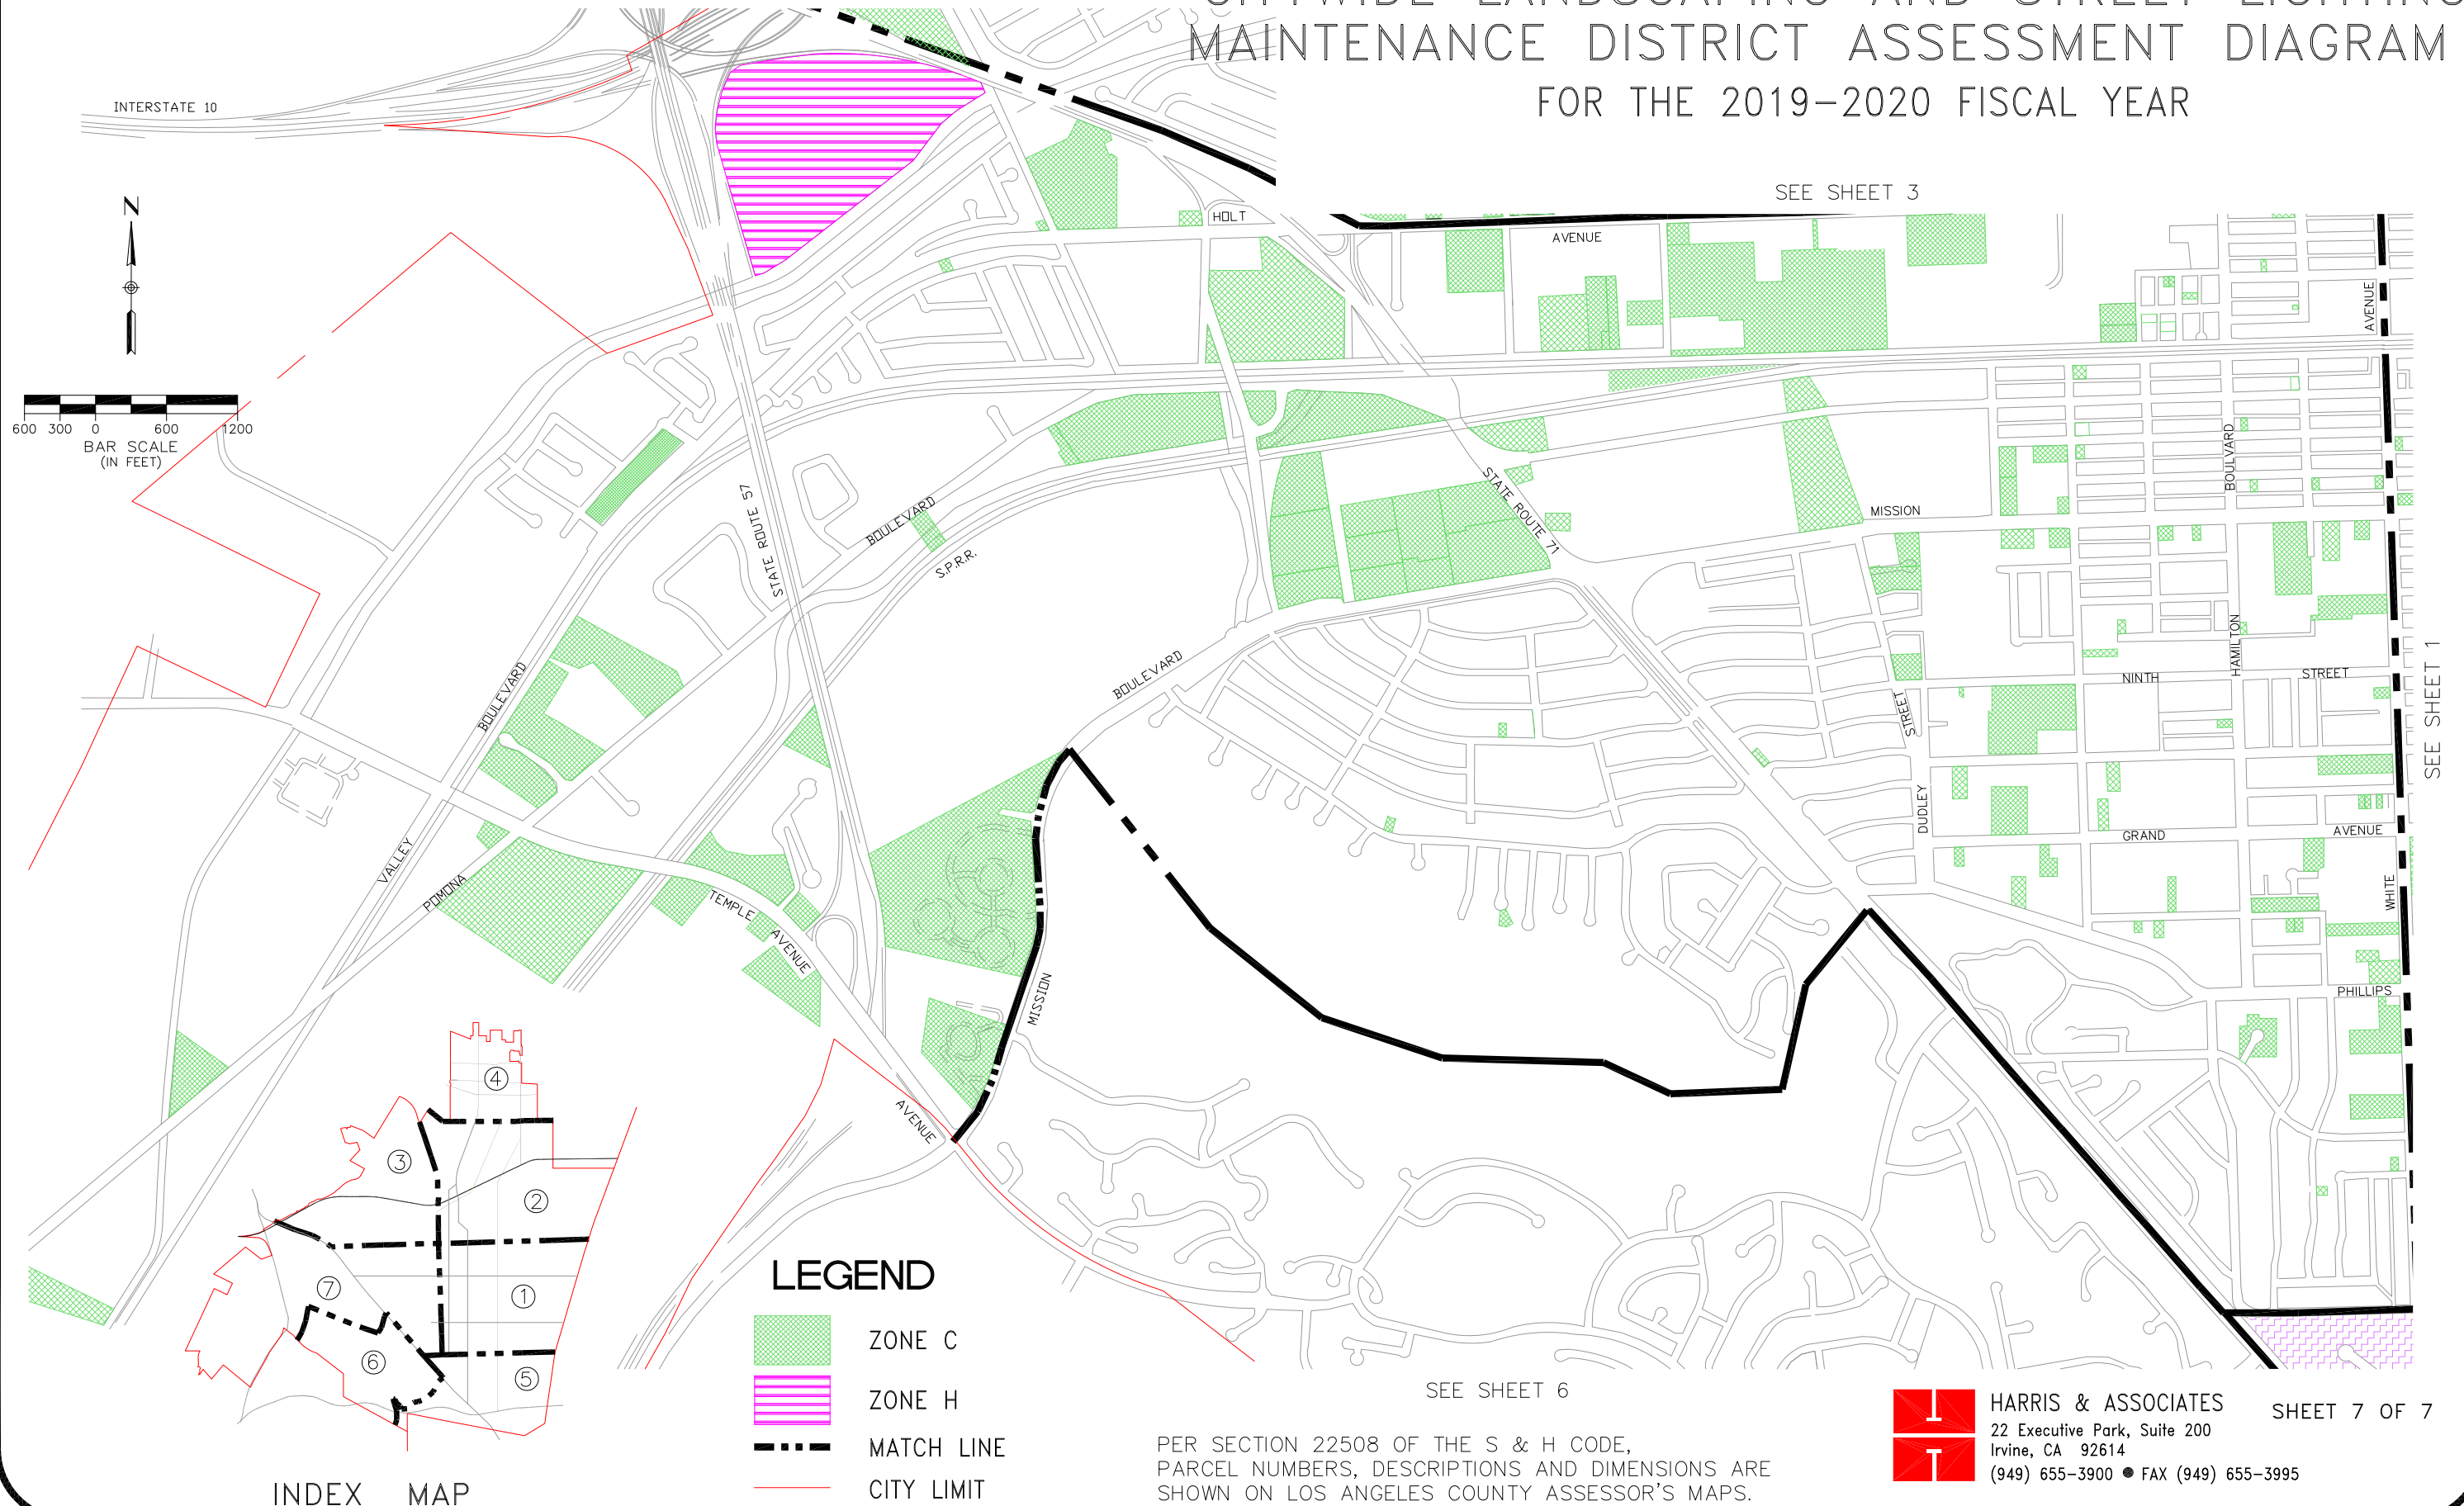 CITYWIDE LANDSCAPING AND STREET LIGHTING
MAINTENANCE DISTRICT ASSESSMENT DIAGRAM
FOR THE 2019-2020 FISCAL YEAR
SEE SHEET 3
INTERSTATE 10
N
600 300 0 600 1200
BAR SCALE
(IN FEET)
HOLT
AVENUE
AVENUE
BOULVARD
STATE ROUTE 57
BOULEVARD
S.P.R.R.
STATE ROUTE 71
MISSION
BOULEVARD
BOULEVARD
HAMILTON
NINTH
STREET
STREET
SEE SHEET 1
DUDLEY
GRAND
AVENUE
VALLEY
POMONA
TEMPLE
AVENUE
WHITE
MISSION
PHILLIPS
AVENUE
4
3
2
7
1
6
5
INDEX MAP
LEGEND
ZONE C
ZONE H
MATCH LINE
CITY LIMIT
SEE SHEET 6
PER SECTION 22508 OF THE S & H CODE,
PARCEL NUMBERS, DESCRIPTIONS AND DIMENSIONS ARE
SHOWN ON LOS ANGELES COUNTY ASSESSOR'S MAPS.
HARRIS & ASSOCIATES
22 Executive Park, Suite 200
Irvine, CA 92614
(949) 655-3900 ● FAX (949) 655-3995
SHEET 7 OF 7